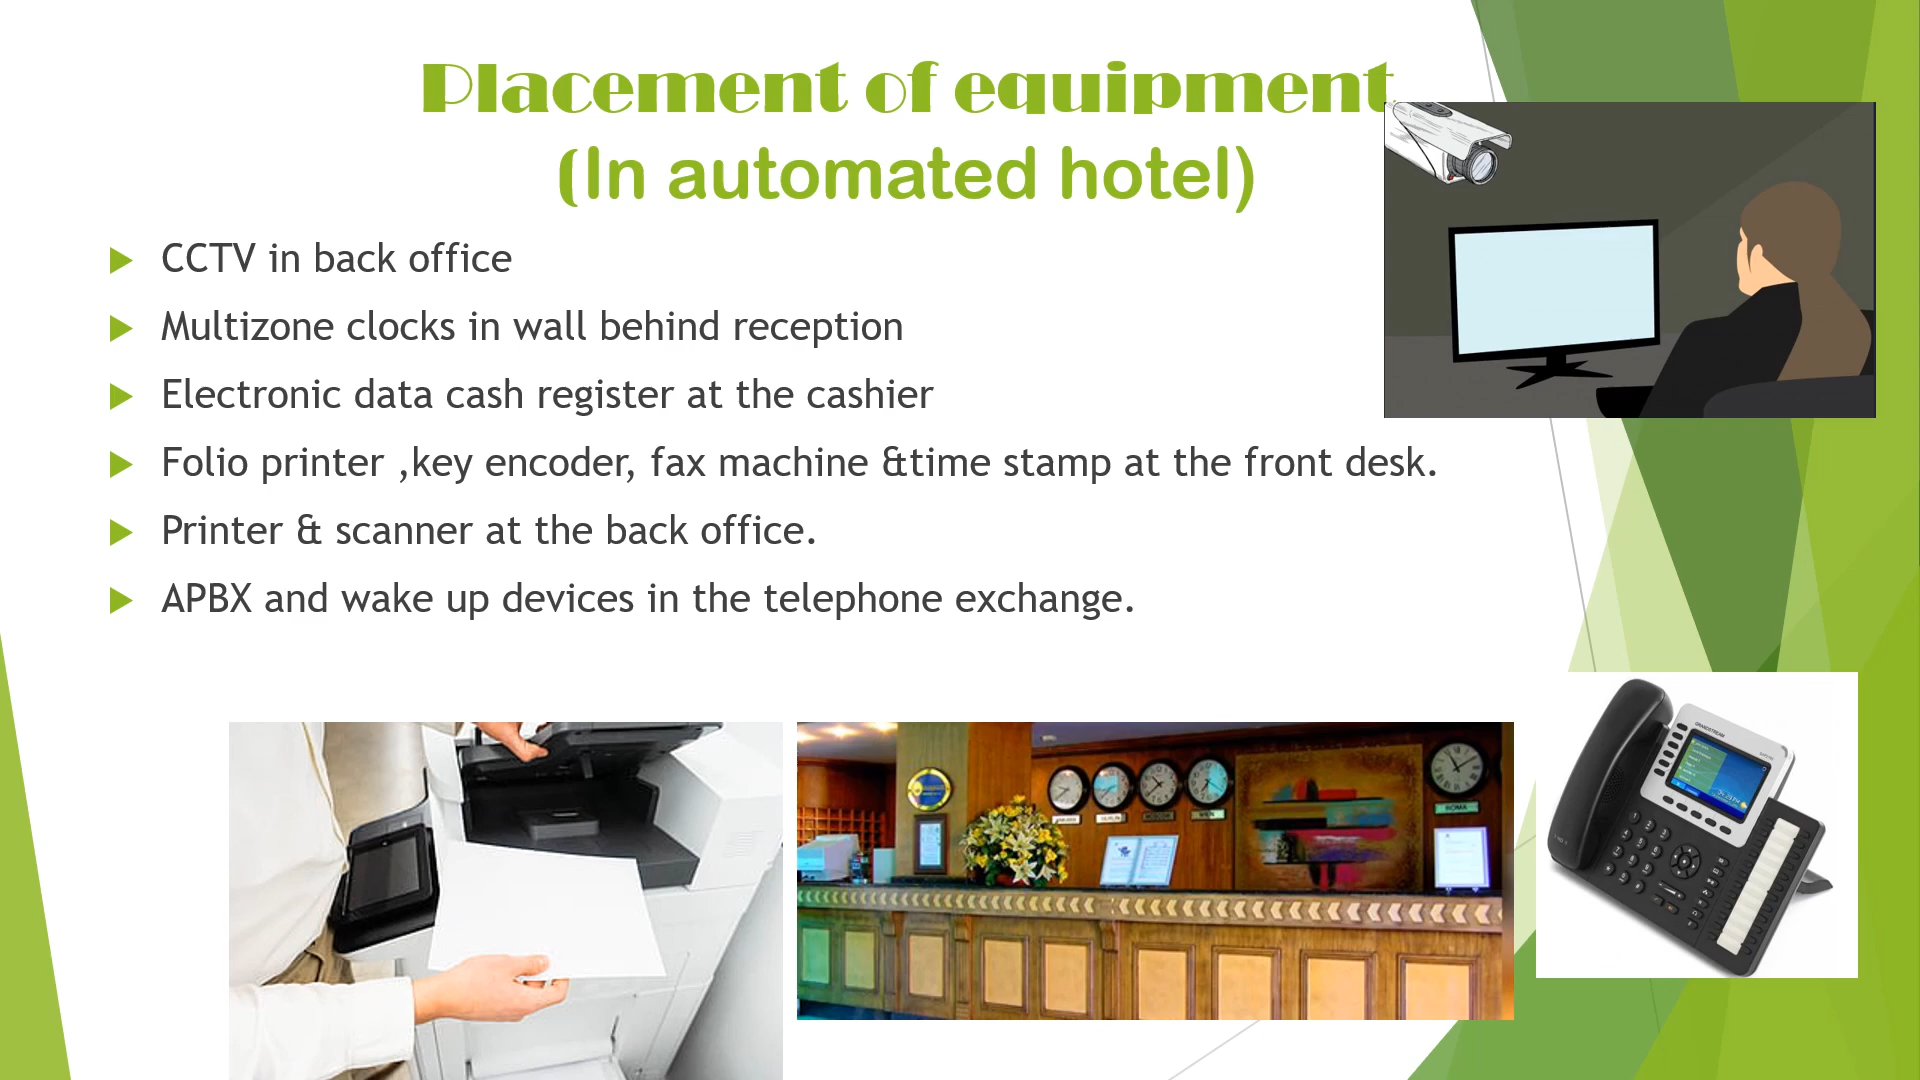 Placement of equipment
(In automated hotel)
CCTV in back office
Multizone clocks in wall behind reception
Electronic data cash register at the cashier
Folio printer ,key encoder, fax machine &time stamp at the front desk.
Printer & scanner at the back office.
APBX and wake up devices in the telephone exchange.
ROMA
GRANDSTREAM